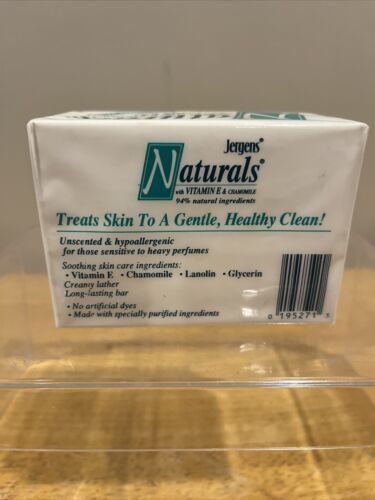 Jergens®
Naturals®
with VITAMIN E & CHAMOMILE
94% natural ingredients
Treats Skin To A Gentle, Healthy Clean!
Unscented & hypoallergenic
for those sensitive to heavy perfumes
Soothing skin care ingredients:
• Vitamin E • Chamomile • Lanolin • Glycerin
Creamy lather
Long-lasting bar
• No artificial dyes
• Made with specially purified ingredients
0 195271